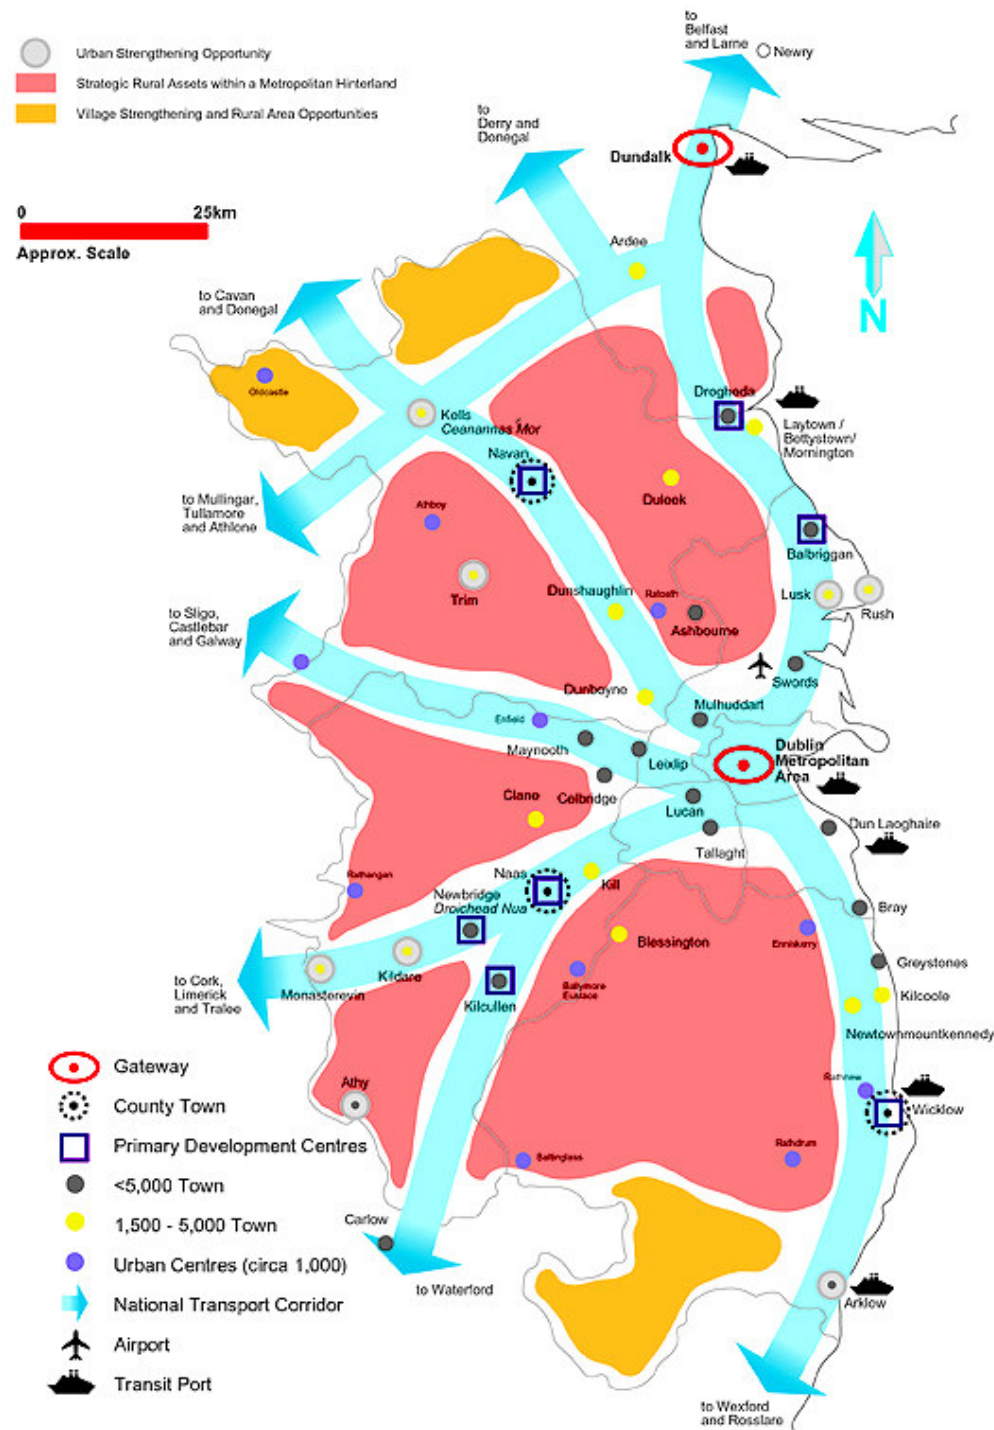 to
Belfast
and Larne
Newry
Urban Strengthening Opportunity
Strategic Rural Assets within a Metropolitan Hinterland
Village Strengthening and Rural Area Opportunities
to
Derry and
Donegal
Dundalk
0 25km
Approx. Scale
Ardee
N
to Cavan
and Donegal
Oldcastle
Drogheda
Kells
Ceanannas Mor
Laytown /
Bettystown/
Mornington
Navan
Duleek
to Mullingar,
Tullamore
and Athlone
Athboy
Balbriggan
Trim
Dunshaughlin
Ratoath
Lusk
Rush
Ashbourne
to Sligo,
Castlebar
and Galway
Swords
Dunboyne
Mulhuddart
Enfield
Maynooth
Leixlip
Dublin
Metropolitan
Area
Clane
Celbridge
Lucan
Dun Laoghaire
Tallaght
Rathangan
Naas
Kill
Newbridge
Droichead Nua
Bray
Blessington
Enniskerry
Greystones
Kildare
Ballymore
Eustace
to Cork,
Limerick
and Tralee
Monasterevin
Kilcullen
Kilcoole
Newtownmountkennedy
Gateway
Athy
Rathnew
County Town
Wicklow
Primary Development Centres
Baltinglass
Rathdrum
<5,000 Town
1,500 - 5,000 Town
Carlow
Urban Centres (circa 1,000)
to Waterford
National Transport Corridor
Arklow
Airport
Transit Port
to Wexford
and Rosslare